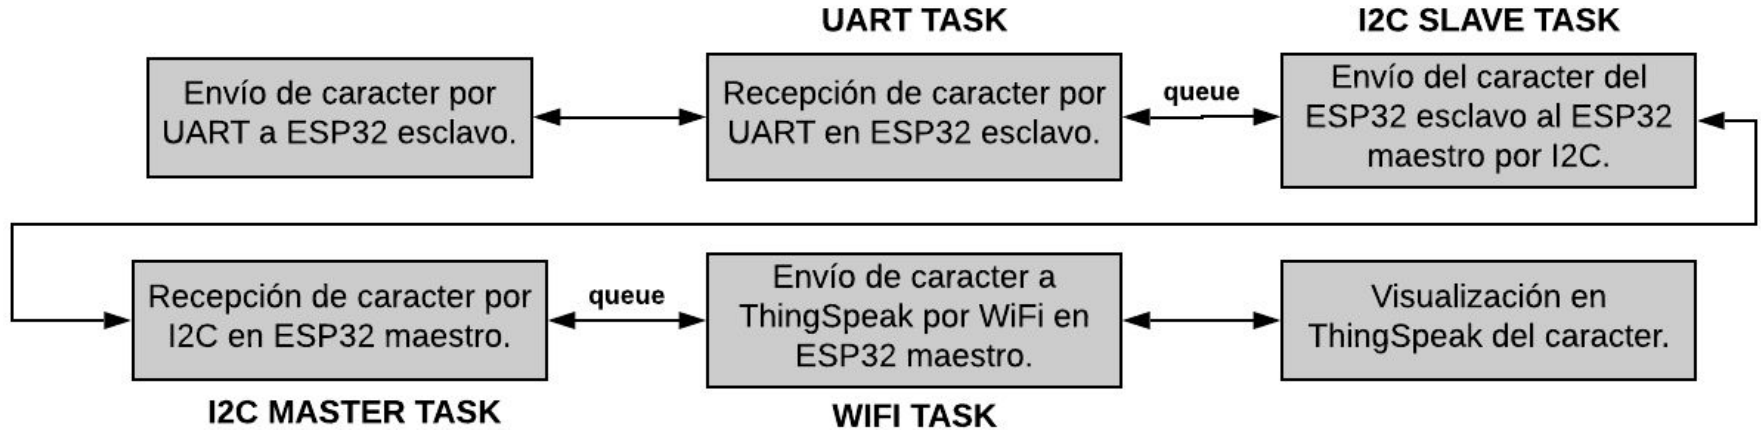 UART TASK
I2C SLAVE TASK
Envío de caracter por
UART a ESP32 esclavo.
Recepción de caracter por
UART en ESP32 esclavo.
queue
Envío del caracter del
ESP32 esclavo al ESP32
maestro por I2C.
Recepción de caracter por
I2C en ESP32 maestro.
queue
Envío de caracter a
ThingSpeak por WiFi en
ESP32 maestro.
Visualización en
ThingSpeak del caracter.
I2C MASTER TASK
WIFI TASK